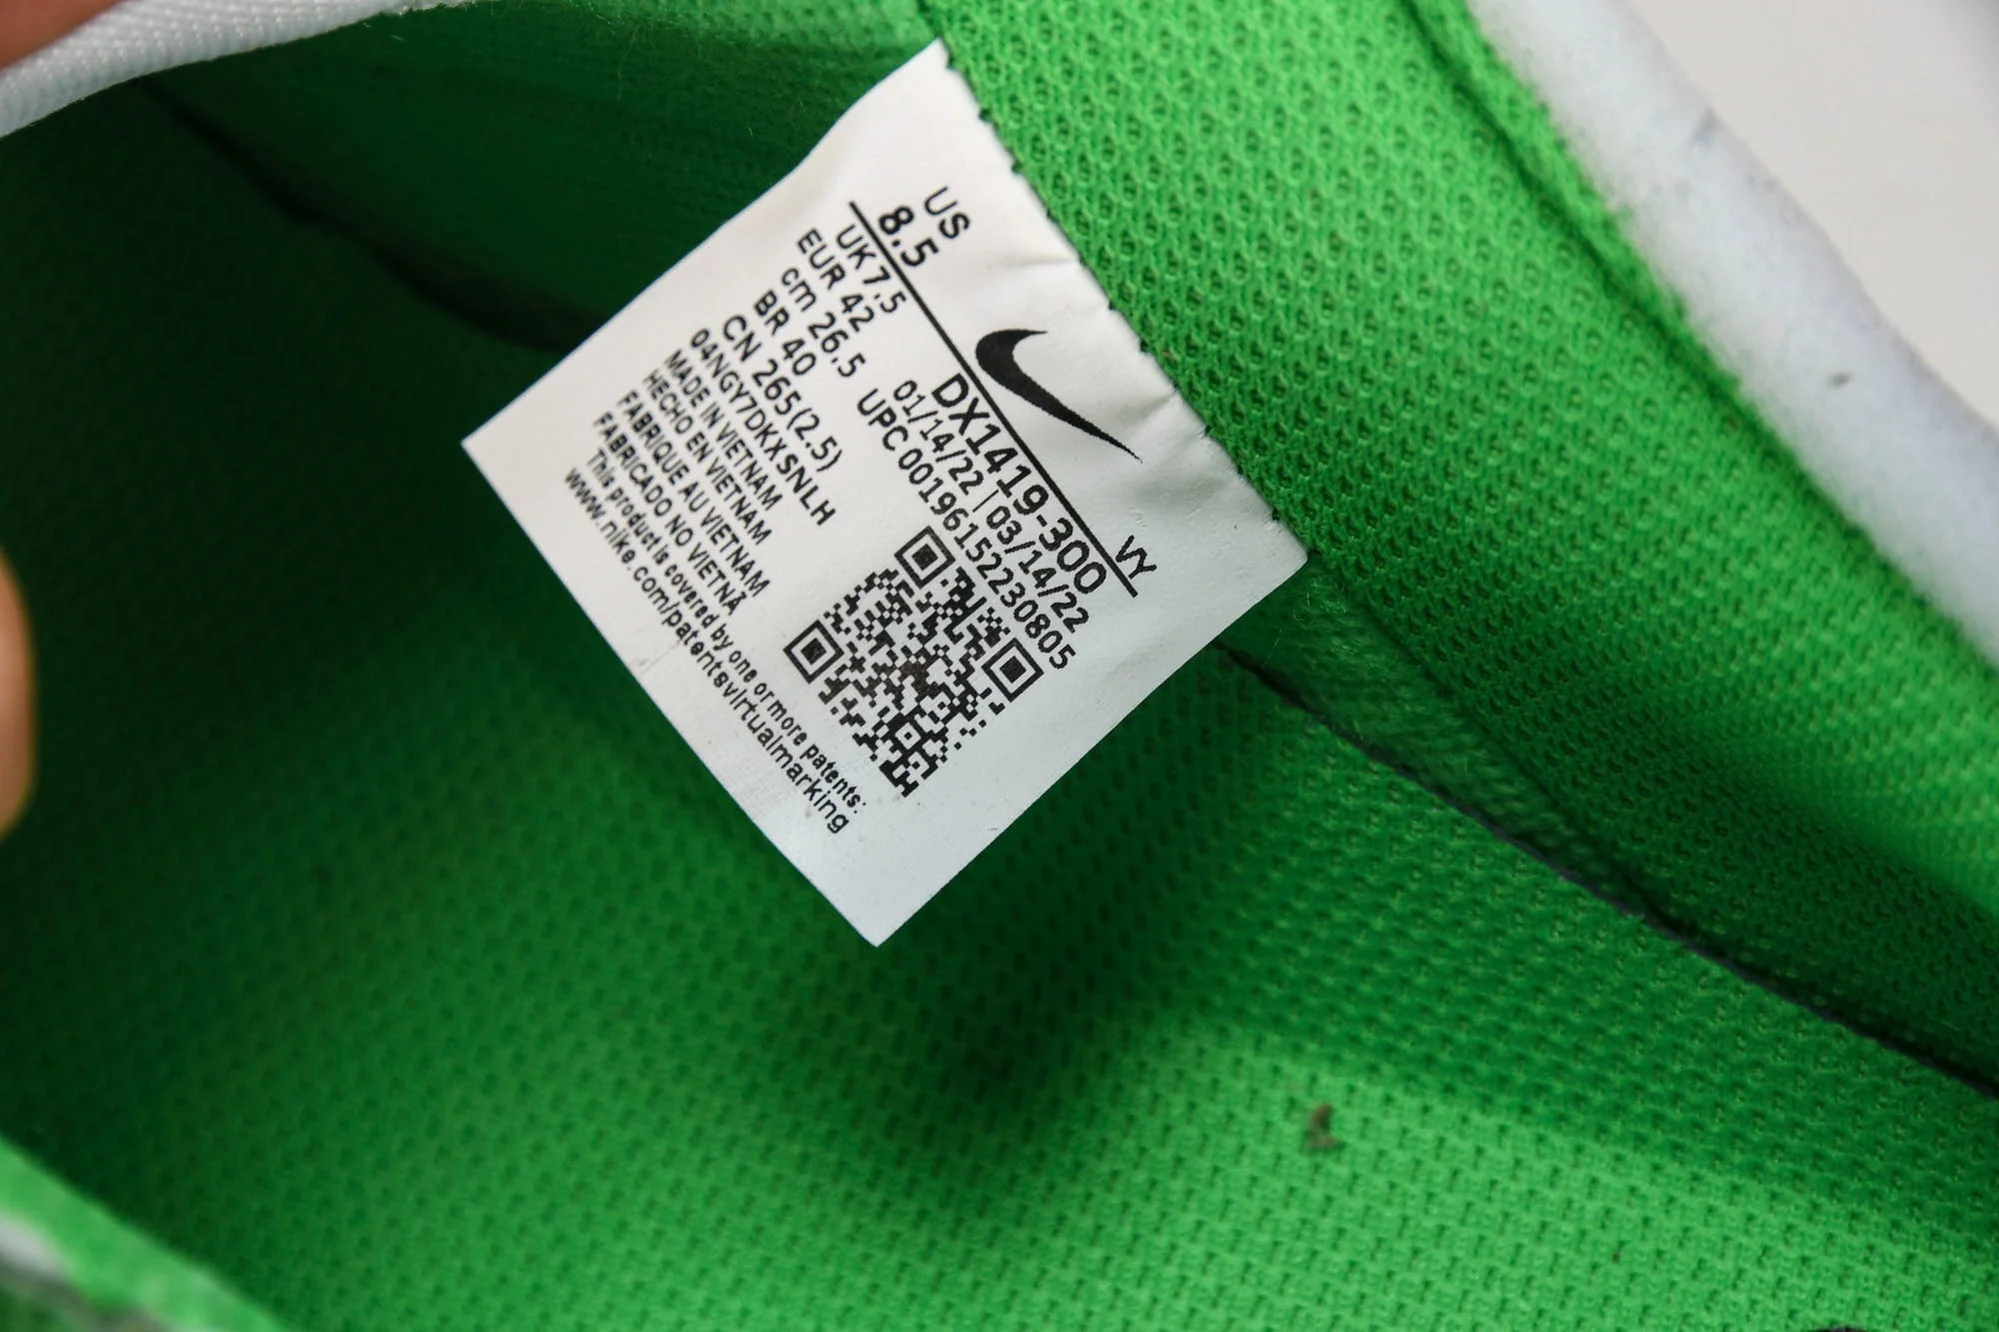 US
8.5
UK 7.5
EUR 42
cm 26.5
BR 40
CN 265(2.5)
04NGY7DKXSNLH
MADE IN VIETNAM
HECHO EN VIETNAM
FABRIQUE AU VIETNAM
FABRICADO NO VIETNÃ
This product is covered by one or more patents:
www.nike.com/patentsvirtualmarking
VY
DX1419-300
01/14/22 | 03/14/22
UPC 00196152230805